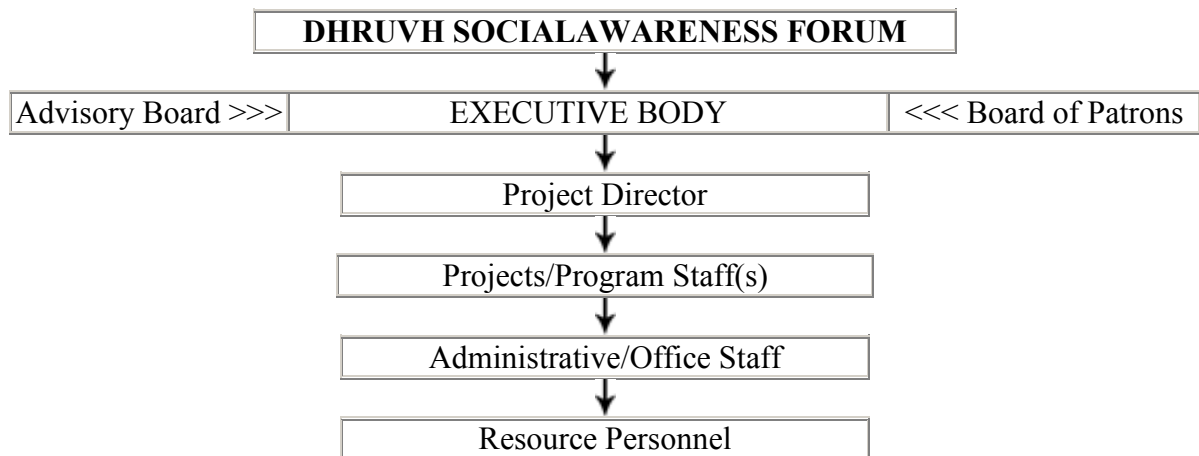 DHRUVH SOCIALAWARENESS FORUM
Advisory Board >>> EXECUTIVE BODY <<< Board of Patrons
Project Director
Projects/Program Staff(s)
Administrative/Office Staff
Resource Personnel